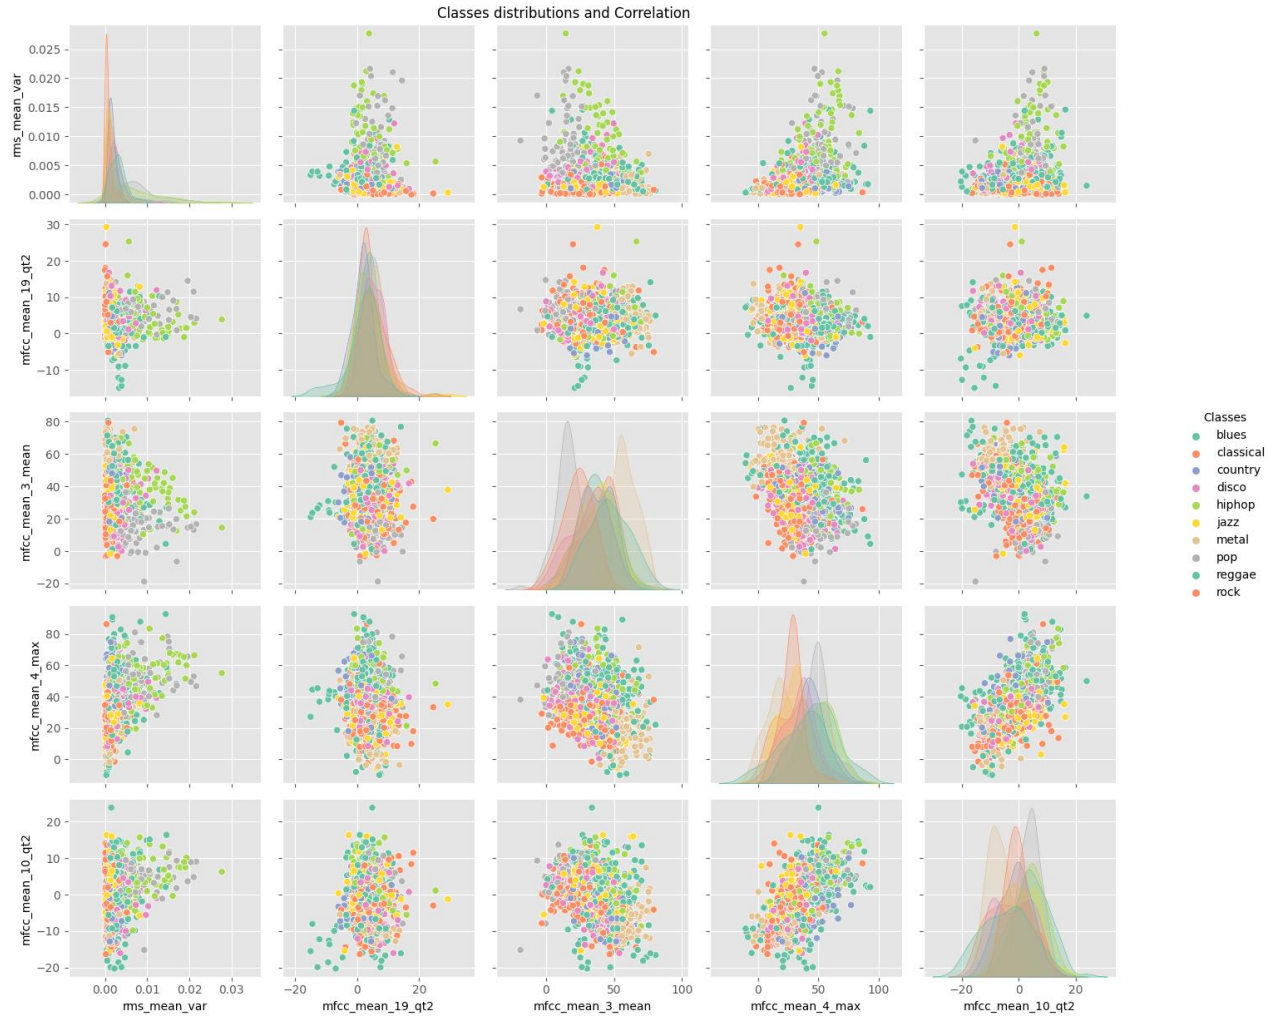 Classes distributions and Correlation
rms_mean_var
0.025
0.020
0.015
0.010
0.005
0.000
mfcc_mean_19_qt2
30
20
10
0
−10
mfcc_mean_3_mean
80
60
40
20
0
−20
mfcc_mean_4_max
80
60
40
20
0
mfcc_mean_10_qt2
20
10
0
−10
−20
0.00 0.01 0.02 0.03
rms_mean_var
−20 0 20
mfcc_mean_19_qt2
0 50 100
mfcc_mean_3_mean
0 50 100
mfcc_mean_4_max
−20 0 20
mfcc_mean_10_qt2
Classes
blues
classical
country
disco
hiphop
jazz
metal
pop
reggae
rock